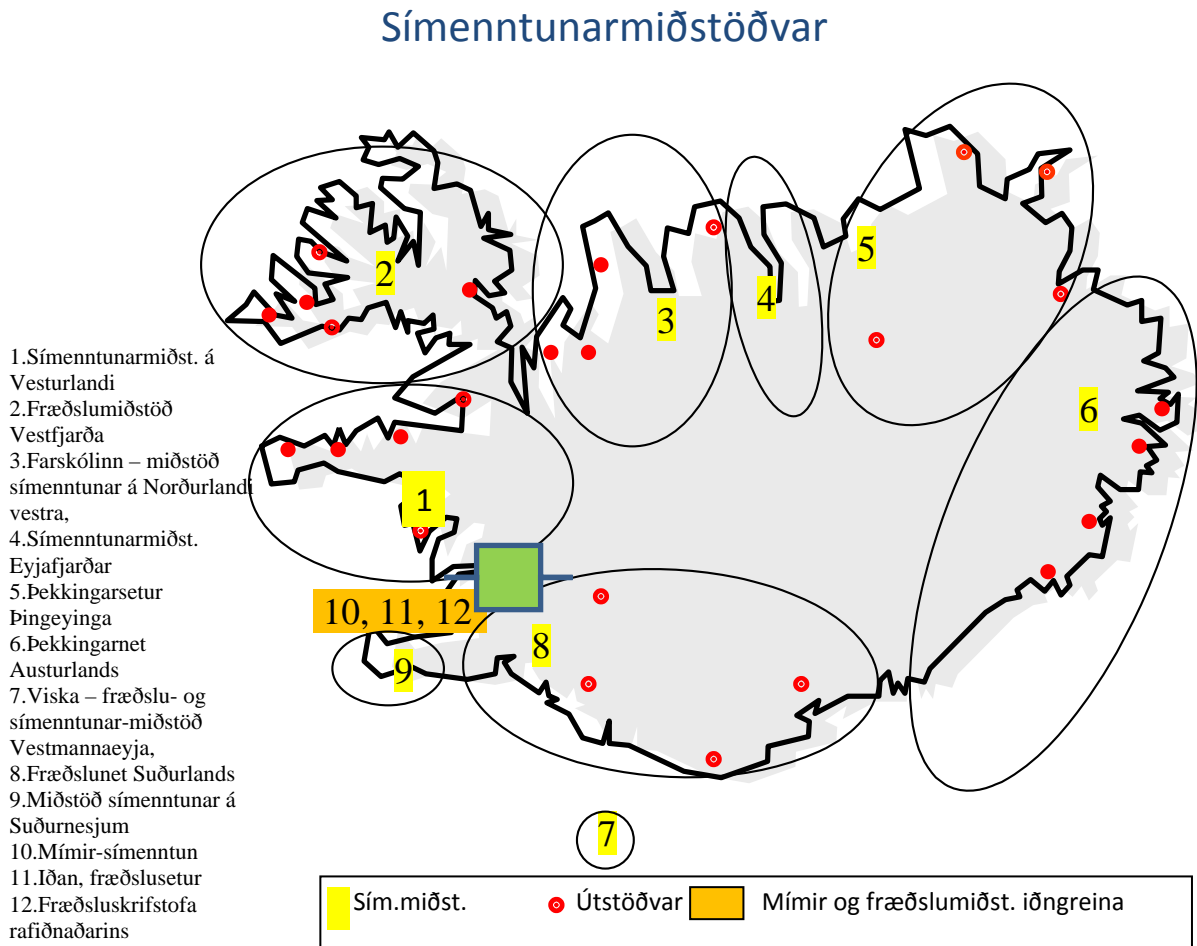 Símenntunarmiðstöðvar
1.Símenntunarmiðst. á
Vesturlandi
2.Fræðslumiðstöð
Vestfjarða
3.Farskólinn – miðstöð
símenntunar á Norðurlandi
vestra,
4.Símenntunarmiðst.
Eyjafjarðar
5.Þekkingarsetur
Þingeyinga
6.Þekkingarnet
Austurlands
7.Viska – fræðslu- og
símenntunar-miðstöð
Vestmannaeyja,
8.Fræðslunet Suðurlands
9.Miðstöð símenntunar á
Suðurnesjum
10.Mímir-símenntun
11.Iðan, fræðslusetur
12.Fræðsluskrifstofa
rafiðnaðarins
5
2
4
3
6
1
10, 11, 12
8
9
7
Sím.miðst.
Útstöðvar
Mímir og fræðslumiðst. iðngreina